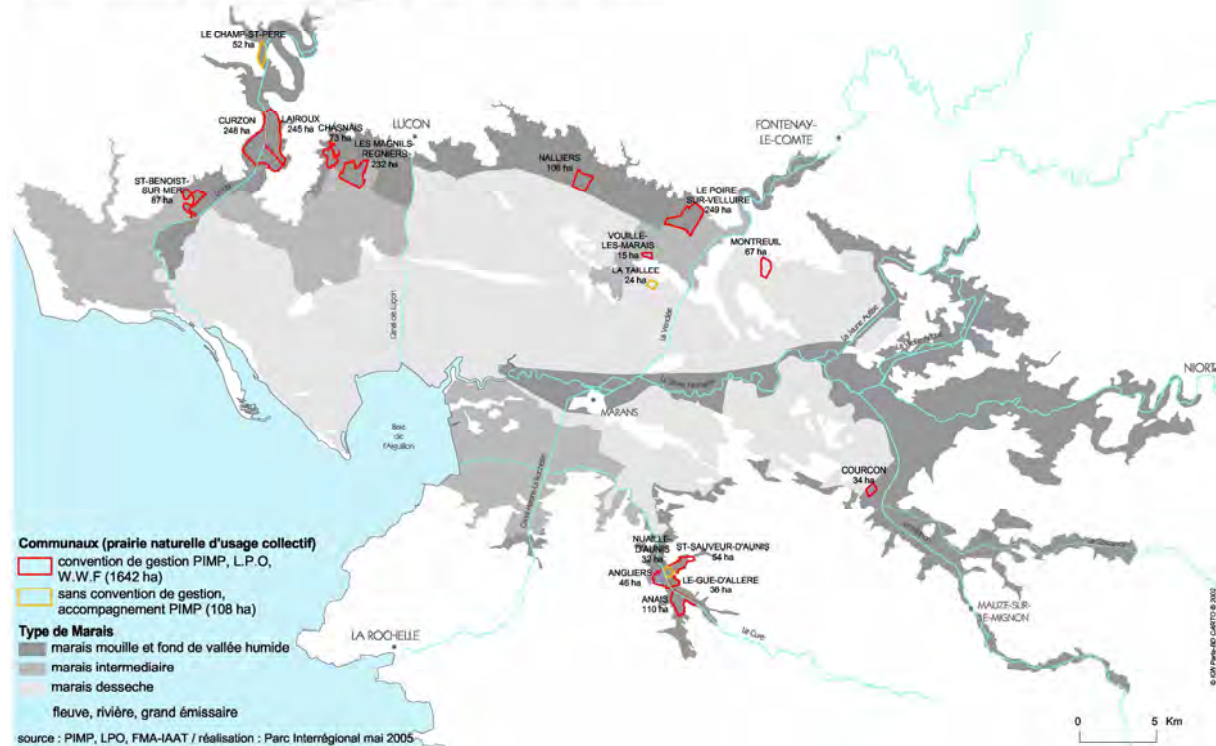 LE CHAMP-ST-PERE
52 ha
CURZON
248 ha
LAIROUX
245 ha
CHASNAIS
73 ha
LUCON
LES MAGNILS-
REGNIERS
232 ha
ST-BENOIST-
SUR MER
87 ha
NALLIERS
106 ha
FONTENAY-
LE-COMTE
LE POIRE
SUR-VELLUIRE
249 ha
VOUILLE-
LES-MARAIS
15 ha
LA TAILLEE
24 ha
MONTREUIL
67 ha
Canal de Luçon
La Vendée
La Jeune Autise
NIORT
MARANS
Baie
de
l'Aiguillon
COURCON
34 ha
NUAILLE-
D'AUNIS
32 ha
ST-SAUVEUR-D'AUNIS
54 ha
ANGLIERS
46 ha
LE-GUE-D'ALLERE
36 ha
ANAIS
110 ha
Le Cure
MAUZE-SUR-
LE-MIGNON
LA ROCHELLE
Communaux (prairie naturelle d'usage collectif)
convention de gestion PIMP, L.P.O,
W.W.F (1642 ha)
sans convention de gestion,
accompagnement PIMP (108 ha)
Type de Marais
marais mouille et fond de vallée humide
marais intermediaire
marais desseche
fleuve, rivière, grand émissaire
source : PIMP, LPO, FMA-IAAT / réalisation : Parc Interrégional mai 2005
0 5 Km
© IGN Paris-BD CARTO ® 2002